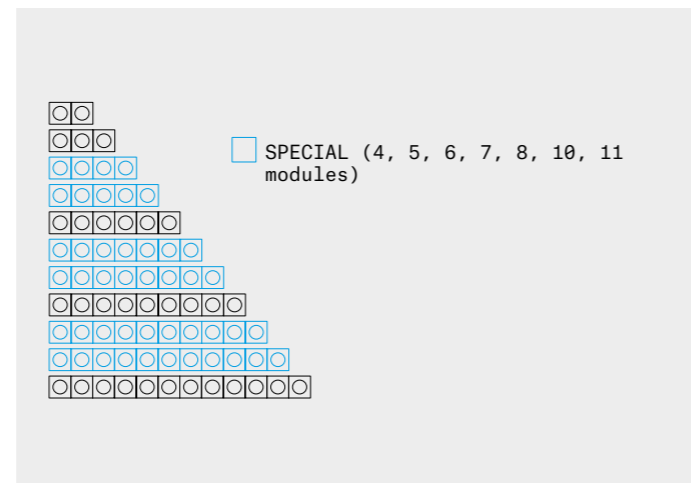 SPECIAL (4, 5, 6, 7, 8, 10, 11
modules)